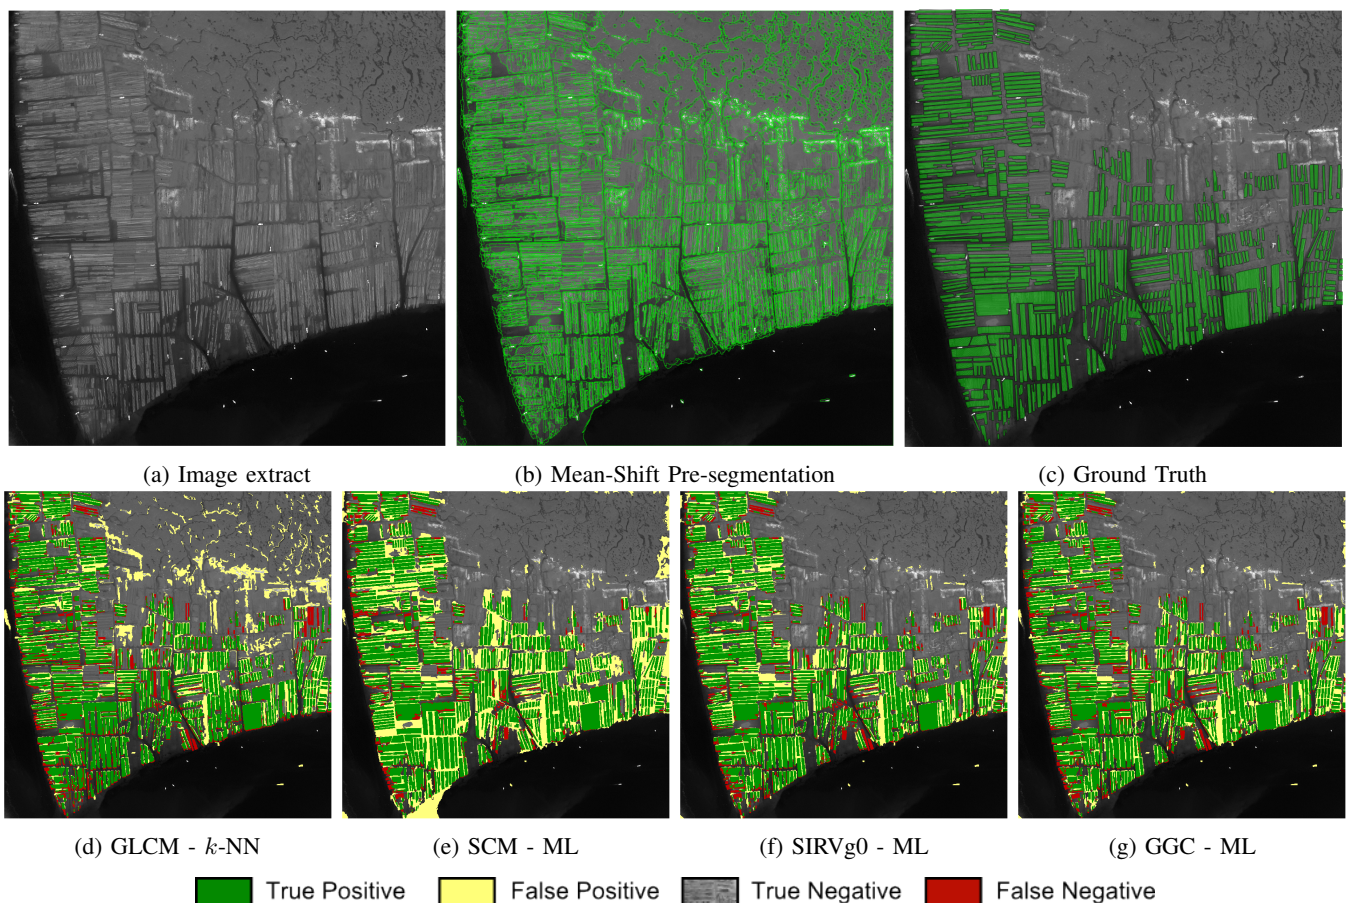 (a) Image extract
(b) Mean-Shift Pre-segmentation
(c) Ground Truth
(d) GLCM - k-NN
(e) SCM - ML
(f) SIRVg0 - ML
(g) GGC - ML
True Positive
False Positive
True Negative
False Negative